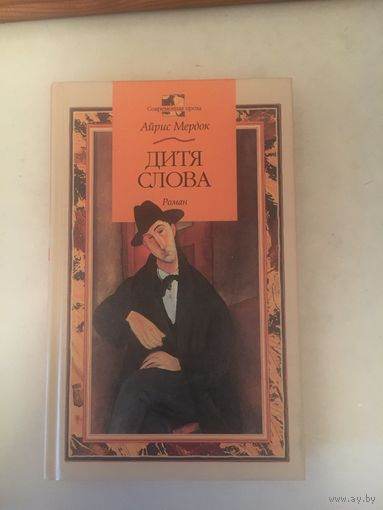 Современная проза
Айрис Мердок
ДИТЯ
СЛОВА
Роман
www.ay.by